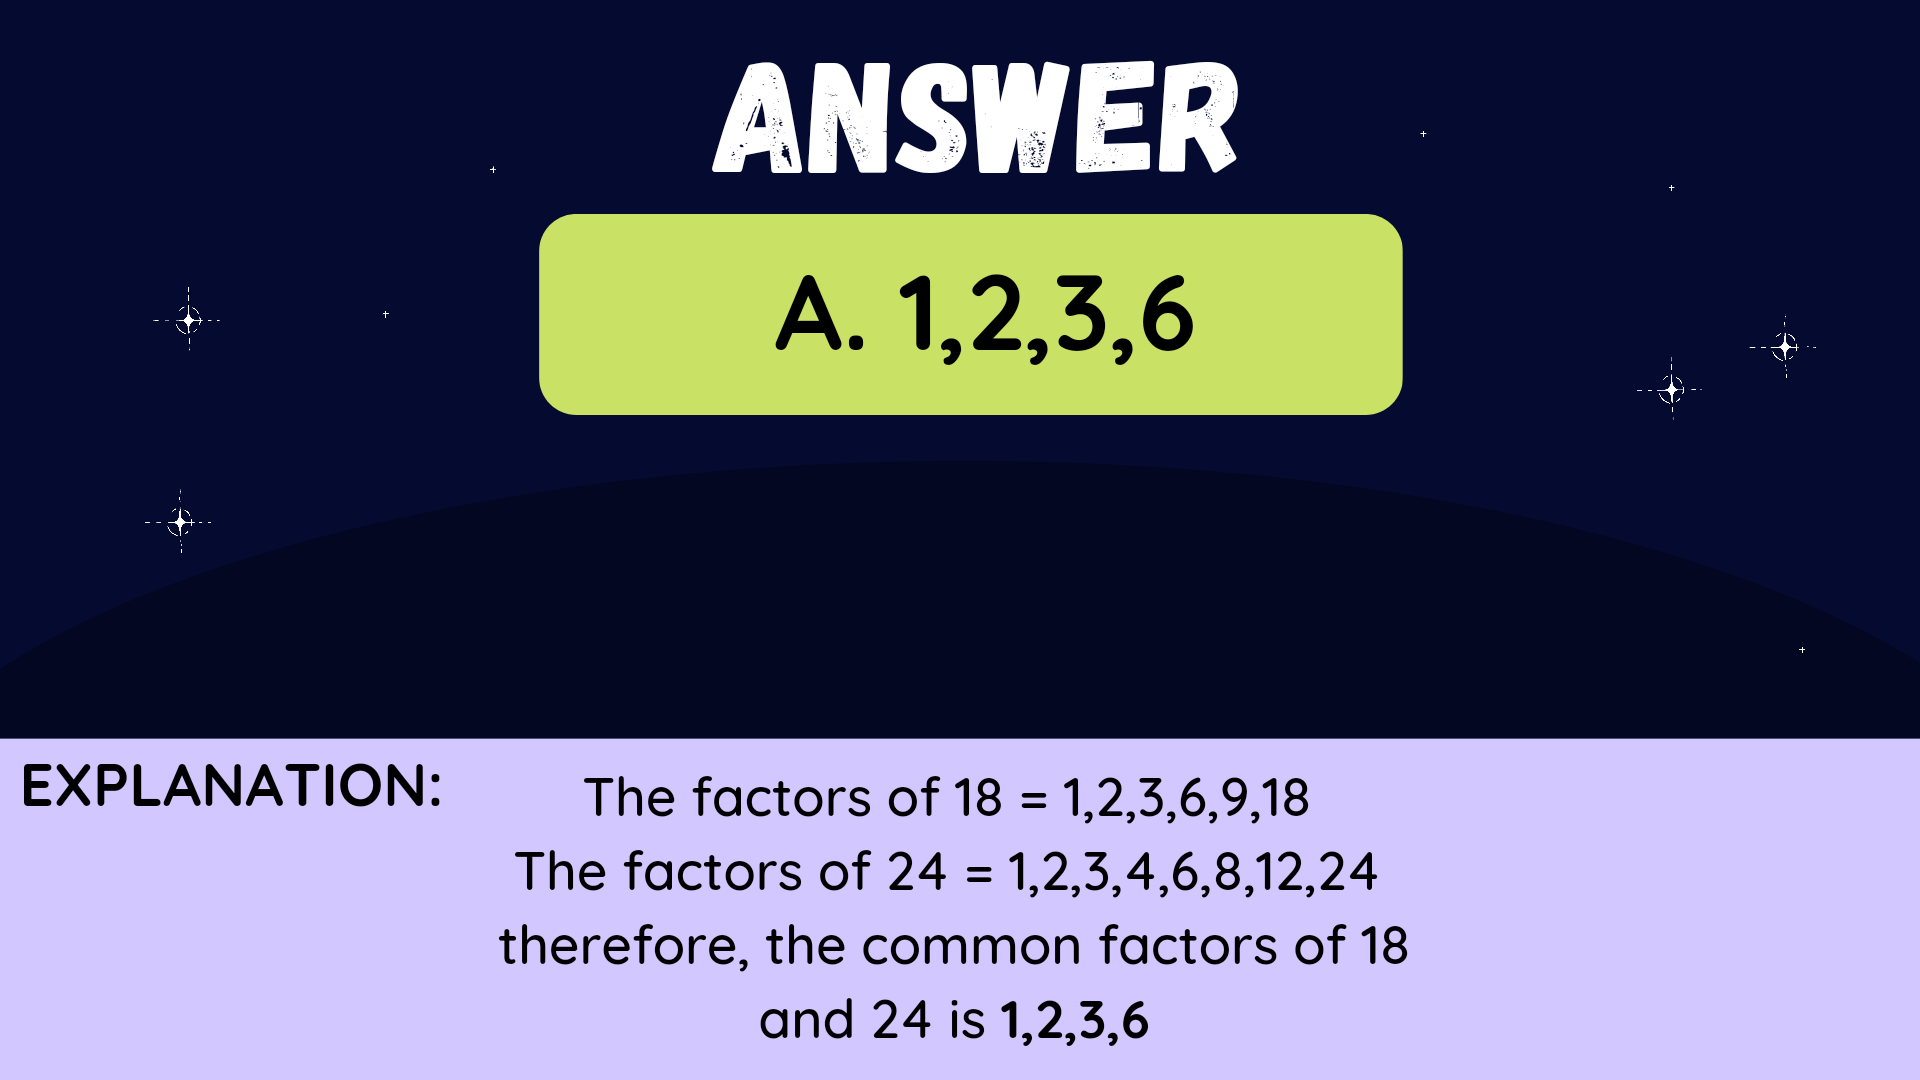 ANSWER
A. 1,2,3,6
EXPLANATION:
The factors of 18 = 1,2,3,6,9,18
The factors of 24 = 1,2,3,4,6,8,12,24
therefore, the common factors of 18
and 24 is 1,2,3,6